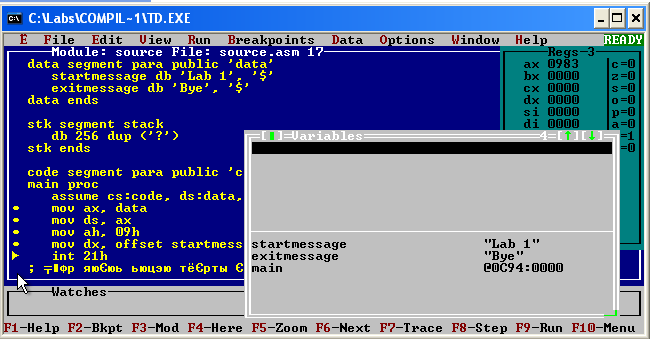 C:\Labs\COMPIL~1\TD.EXE
Ё File Edit View Run Breakpoints Data Options Window Help READY
Module: source File: source.asm 17
data segment para public 'data'
startmessage db 'Lab 1', '$'
exitmessage db 'Bye', '$'
data ends
stk segment stack
db 256 dup ('?')
stk ends
code segment para public 'c
main proc
assume cs:code, ds:data,
mov ax, data
mov ds, ax
mov ah, 09h
mov dx, offset startmess
int 21h
Regs 3
ax 0983 c=0
bx 0000 z=0
cx 0000 s=0
dx 0000 o=0
si 0000 p=0
di 0000 a=0
=1
=0
[■]=Variables 4=[↑][↓]
startmessage "Lab 1"
exitmessage "Bye"
main @0C94:0000
Watches
F1-Help F2-Bkpt F3-Mod F4-Here F5-Zoom F6-Next F7-Trace F8-Step F9-Run F10-Menu